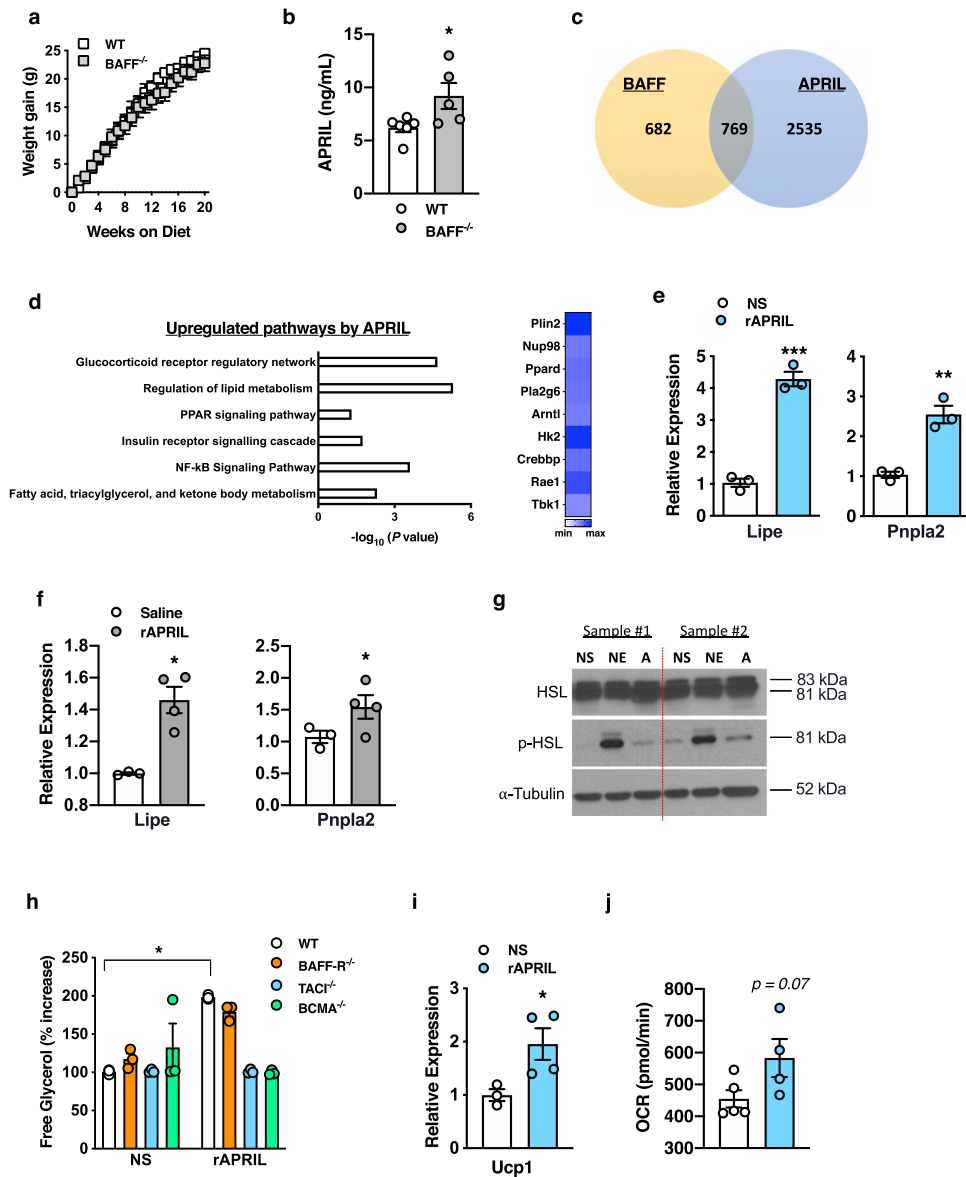 a
WT
BAFF-/-
Weight gain (g)
25
20
15
10
5
0
0 4 8 12 16 20
Weeks on Diet
b
*
APRIL (ng/mL)
15
10
5
0
WT
BAFF-/-
c
BAFF
APRIL
682
769
2535
d
Upregulated pathways by APRIL
Glucocorticoid receptor regulatory network
Regulation of lipid metabolism
PPAR signaling pathway
Insulin receptor signalling cascade
NF-kB Signaling Pathway
Fatty acid, triacylglycerol, and ketone body metabolism
0 3 6
-log10 (P value)
Plin2
Nup98
Ppard
Pla2g6
Arntl
Hk2
Crebbp
Rae1
Tbk1
min max
e
NS
rAPRIL
Relative Expression
5
4
3
2
1
0
***
Lipe
4
3
2
1
0
**
Pnpla2
f
Saline
rAPRIL
Relative Expression
1.6
1.4
1.2
1.0
0.8
*
Lipe
2.5
2.0
1.5
1.0
0.5
0.0
*
Pnpla2
g
Sample #1 Sample #2
NS NE A NS NE A
HSL
83 kDa
81 kDa
p-HSL
81 kDa
α-Tubulin
52 kDa
h
WT
BAFF-R-/-
TACI-/-
BCMA-/-
Free Glycerol (% increase)
250
200
150
100
50
0
*
NS rAPRIL
i
NS
rAPRIL
Relative Expression
3
2
1
0
*
Ucp1
j
p = 0.07
OCR (pmol/min)
800
700
600
500
400
300